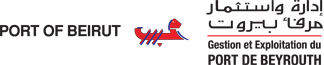 PORT OF BEIRUT
إدارة واستثمار
مرفأ بيروت
Gestion et Exploitation du
PORT DE BEYROUTH